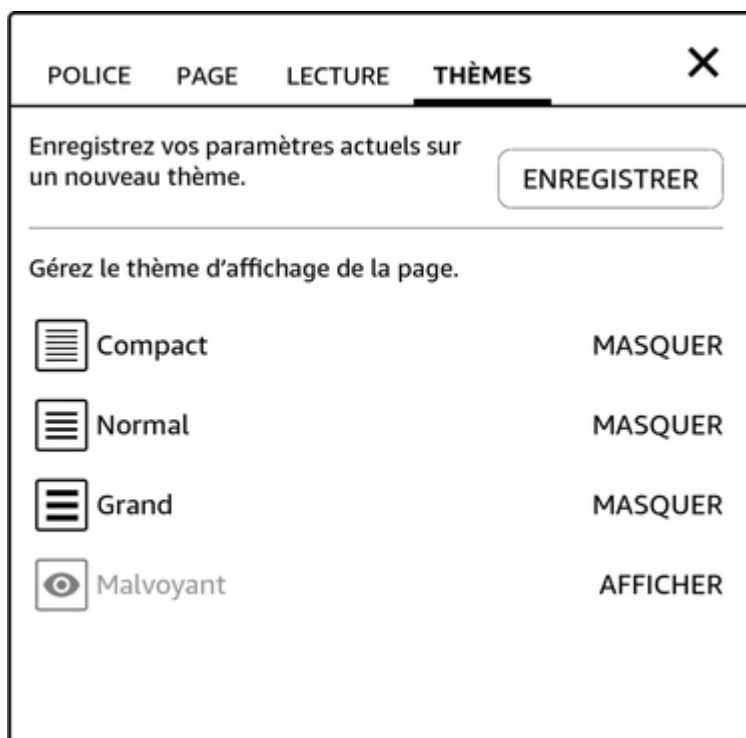 POLICE PAGE LECTURE THÈMES
Enregistrez vos paramètres actuels sur
un nouveau thème.
ENREGISTRER
Gérez le thème d’affichage de la page.
Compact MASQUER
Normal MASQUER
Grand MASQUER
Malvoyant AFFICHER